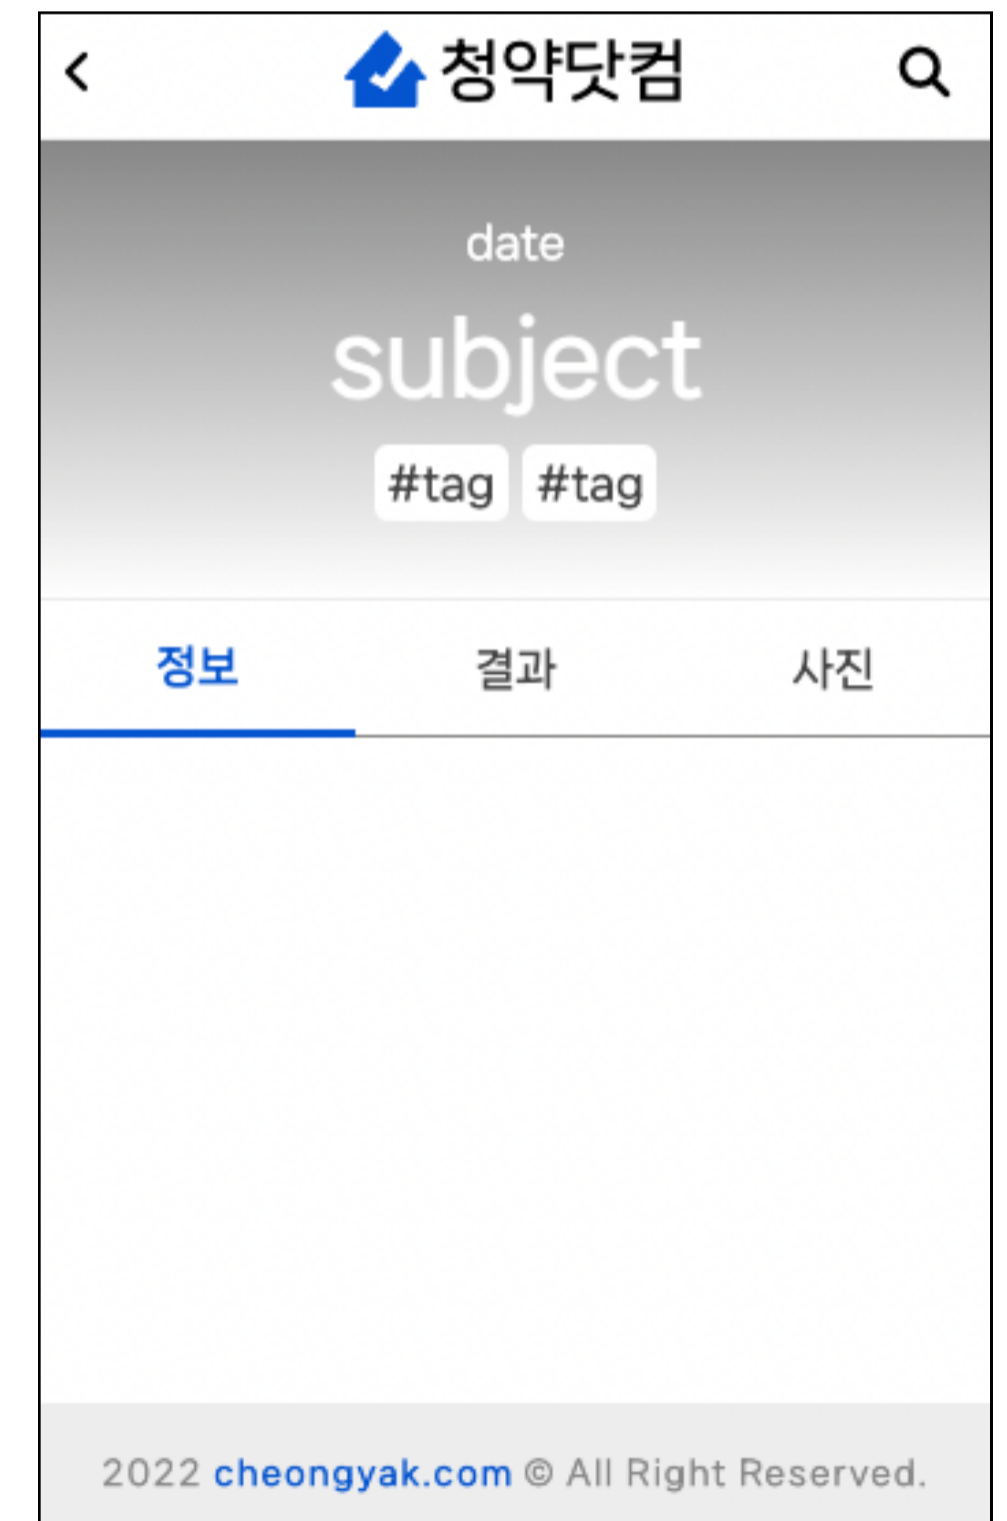 청약닷컴
date
subject
#tag #tag
정보 결과 사진
2022 cheongyak.com © All Right Reserved.